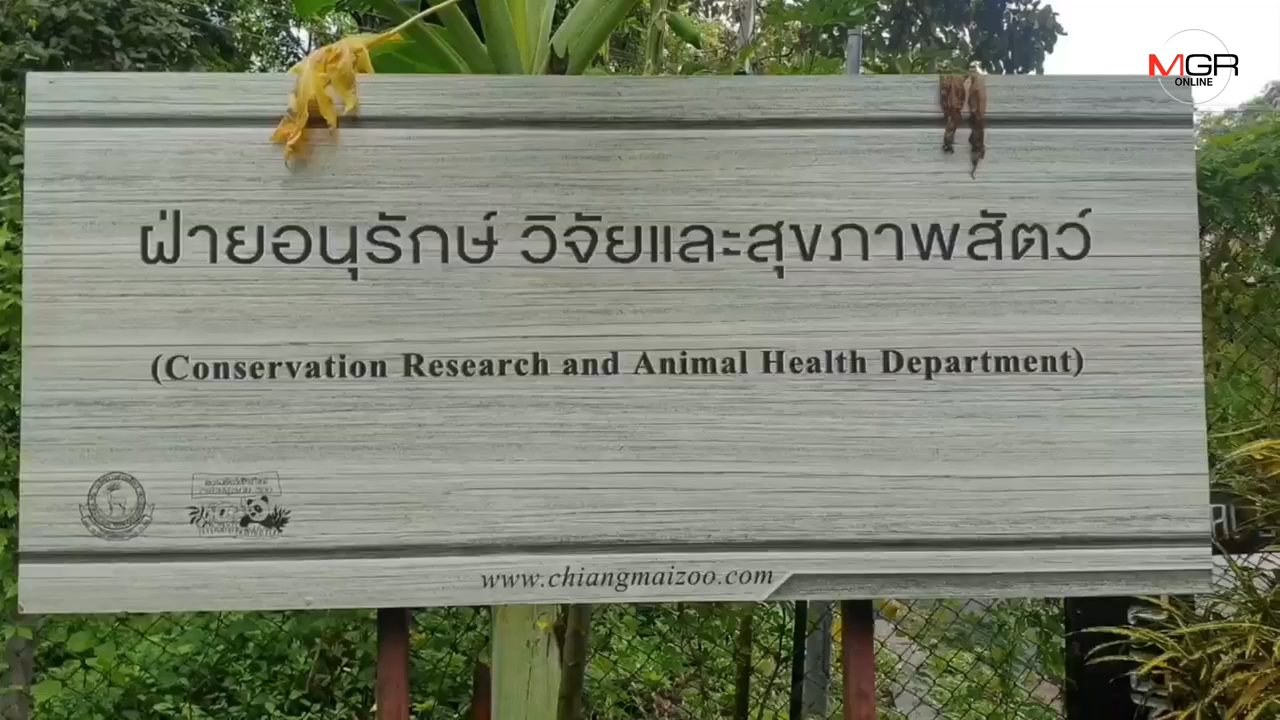 MGR
ONLINE
ฝ่ายอนุรักษ์ วิจัยและสุขภาพสัตว์
(Conservation Research and Animal Health Department)
www.chiangmaizoo.com